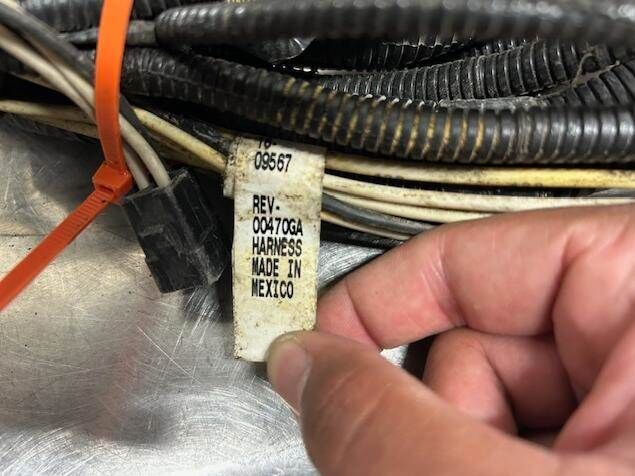 09567
REV.
00470GA
HARNESS
MADE IN
MEXICO